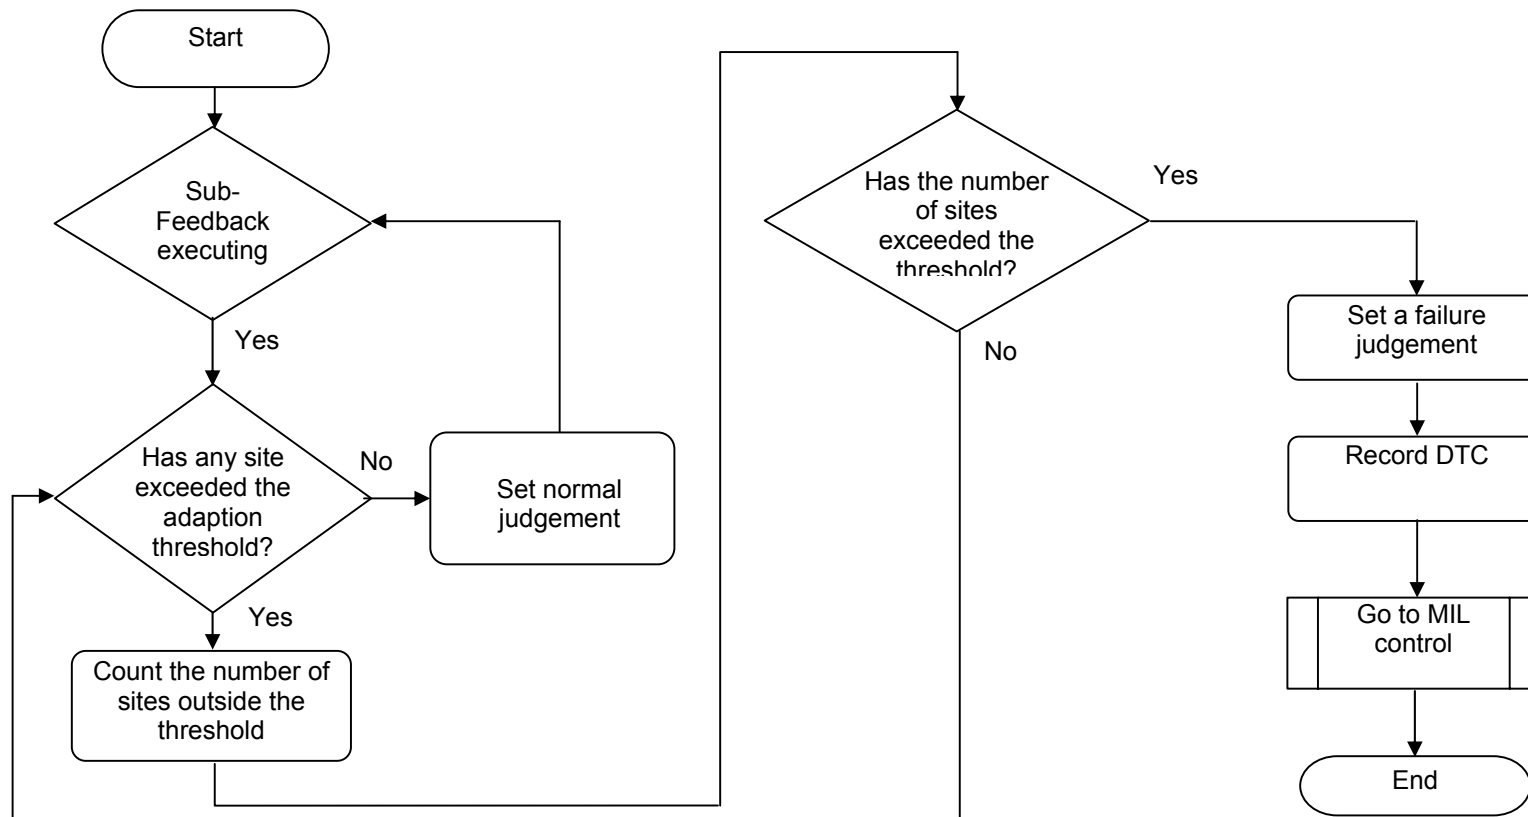 Start
Sub-
Feedback
executing
Yes
Has any site
exceeded the
adaption
threshold?
No
Set normal
judgement
Yes
Count the number of
sites outside the
threshold
Has the number
of sites
exceeded the
threshold?
Yes
No
Set a failure
judgement
Record DTC
Go to MIL
control
End